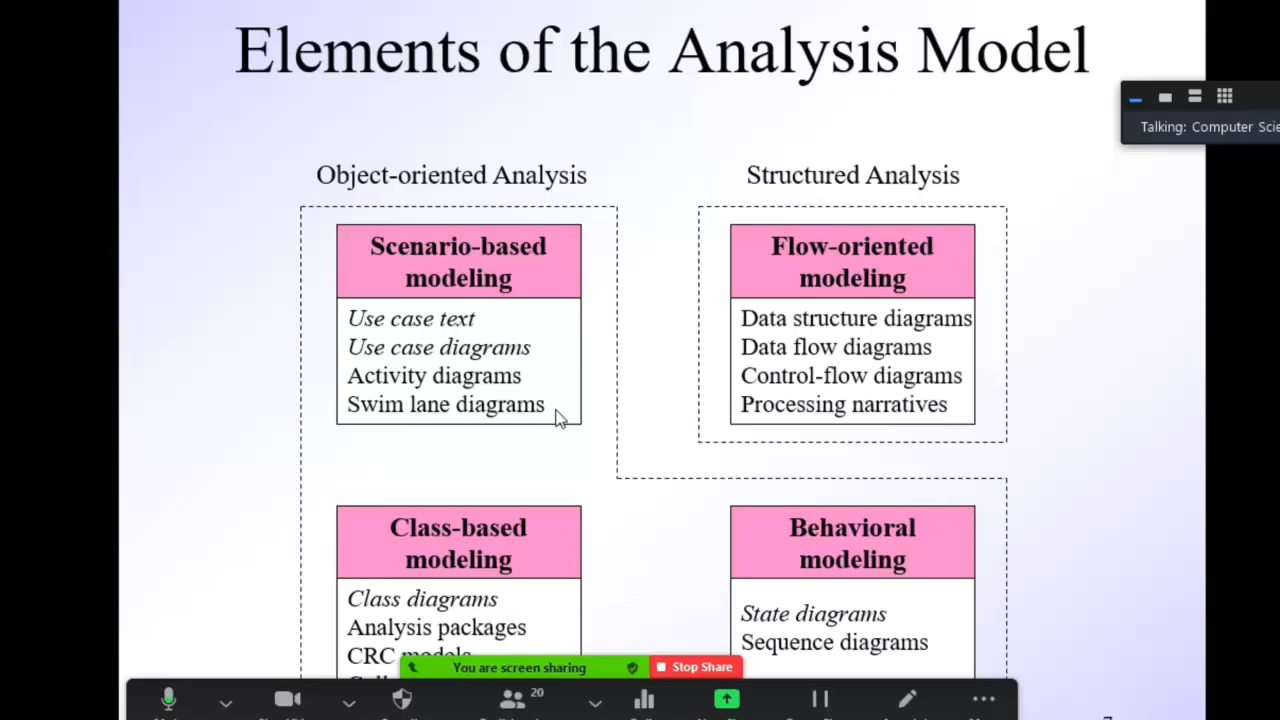 Elements of the Analysis Model
Talking: Computer
Object-oriented Analysis
Structured Analysis
Scenario-based
modeling
Use case text
Use case diagrams
Activity diagrams
Swim lane diagrams
Flow-oriented
modeling
Data structure diagrams
Data flow diagrams
Control-flow diagrams
Processing narratives
Class-based
modeling
Class diagrams
Analysis packages
CRC models
Behavioral
modeling
State diagrams
Sequence diagrams
You are screen sharing
Stop Share
20